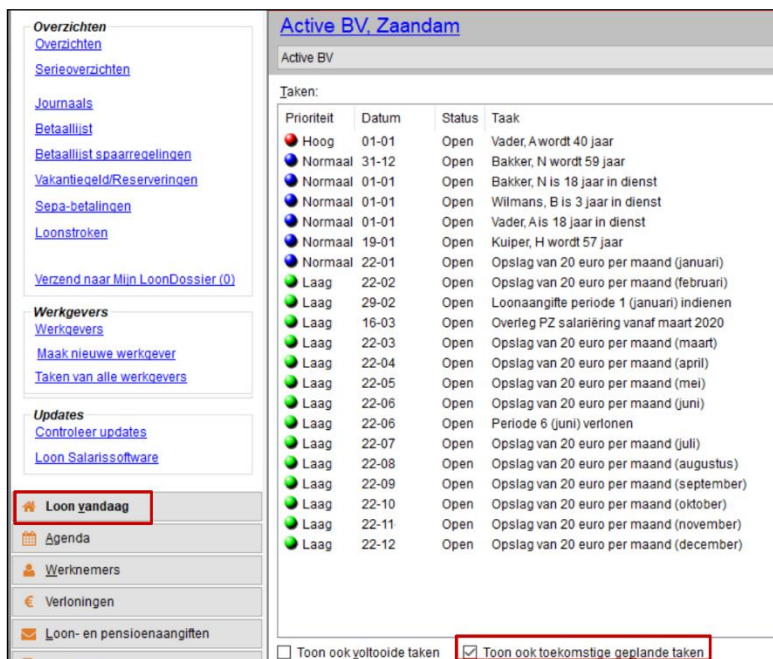 Overzichten
Overzichten
Serieoverzichten
Journaals
Betaallijst
Betaallijst spaarregelingen
Vakantiegeld/Reserveringen
Sepa-betalingen
Loonstroken
Verzend naar Mijn LoonDossier (0)
Werkgevers
Werkgevers
Maak nieuwe werkgever
Taken van alle werkgevers
Updates
Controleer updates
Loon Salarissoftware
Loon vandaag
Agenda
Werknemers
Verloningen
Loon- en pensioenaangiften
Active BV, Zaandam
Active BV
Taken:
Prioriteit Datum Status Taak
Hoog 01-01 Open Vader, A wordt 40 jaar
Normaal 31-12 Open Bakker, N wordt 59 jaar
Normaal 01-01 Open Bakker, N is 18 jaar in dienst
Normaal 01-01 Open Wilmans, B is 3 jaar in dienst
Normaal 01-01 Open Vader, A is 18 jaar in dienst
Normaal 19-01 Open Kuiper, H wordt 57 jaar
Normaal 22-01 Open Opslag van 20 euro per maand (januari)
Laag 22-02 Open Opslag van 20 euro per maand (februari)
Laag 29-02 Open Loonaangifte periode 1 (januari) indienen
Laag 16-03 Open Overleg PZ salariëring vanaf maart 2020
Laag 22-03 Open Opslag van 20 euro per maand (maart)
Laag 22-04 Open Opslag van 20 euro per maand (april)
Laag 22-05 Open Opslag van 20 euro per maand (mei)
Laag 22-06 Open Opslag van 20 euro per maand (juni)
Laag 22-06 Open Periode 6 (juni) verlonen
Laag 22-07 Open Opslag van 20 euro per maand (juli)
Laag 22-08 Open Opslag van 20 euro per maand (augustus)
Laag 22-09 Open Opslag van 20 euro per maand (september)
Laag 22-10 Open Opslag van 20 euro per maand (oktober)
Laag 22-11 Open Opslag van 20 euro per maand (november)
Laag 22-12 Open Opslag van 20 euro per maand (december)
Toon ook voltooide taken Toon ook toekomstige geplande taken